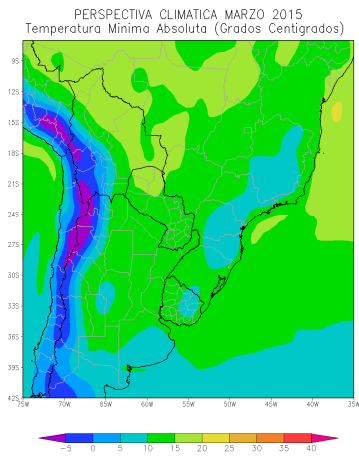 PERSPECTIVA CLIMATICA MARZO 2015
Temperatura Minima Absoluta (Grados Centigrados)
9S
12S
15S
18S
21S
24S
27S
30S
33S
36S
39S
42S
75W 70W 65W 60W 55W 50W 45W 40W 35W
-5 0 5 10 15 20 25 30 35 40